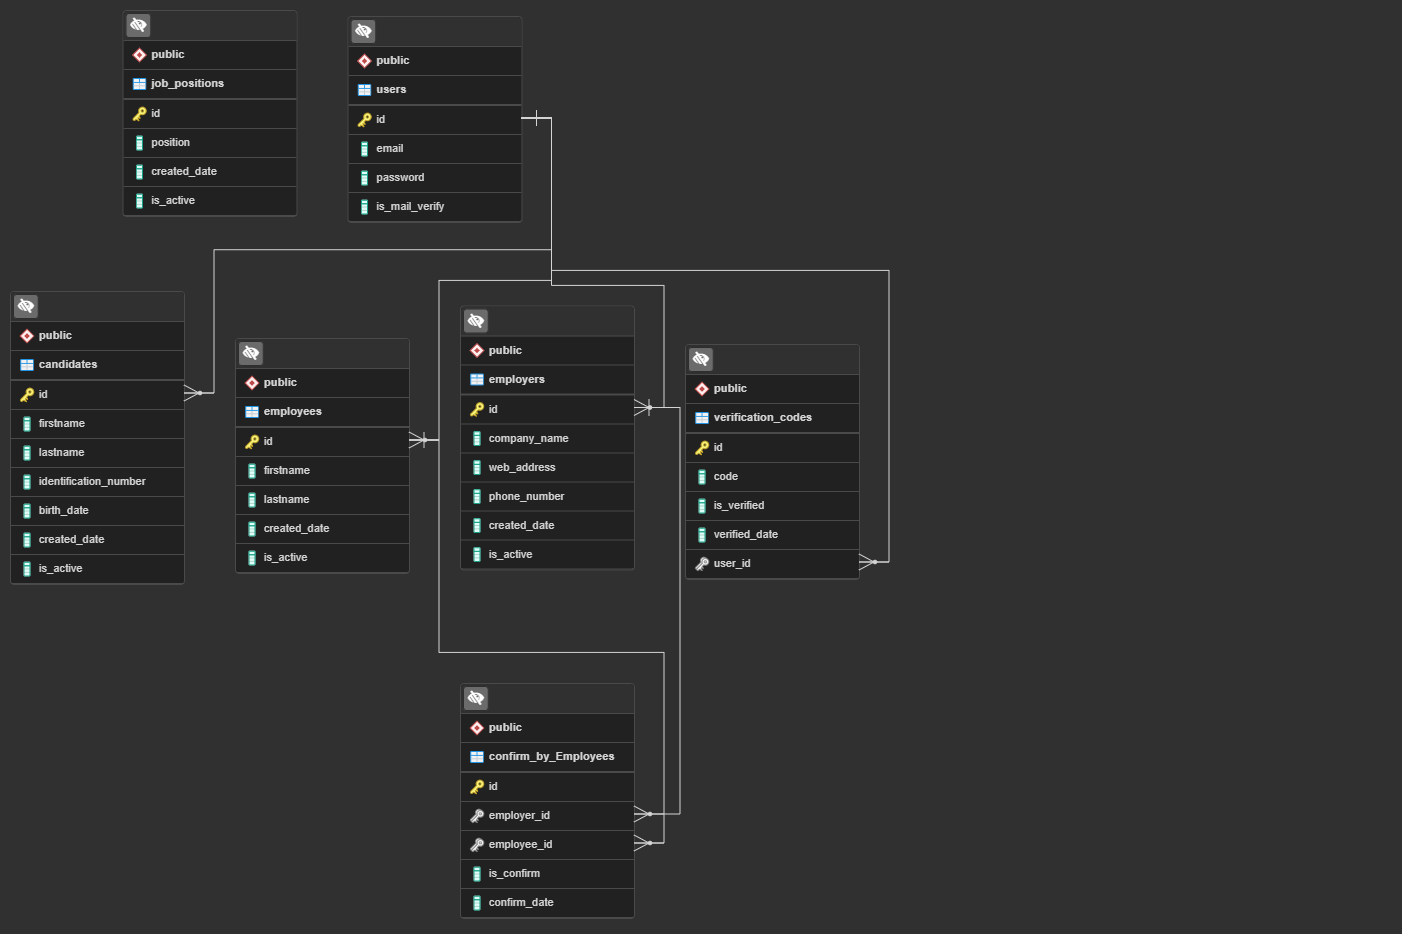 public
job_positions
id
position
created_date
is_active
public
users
id
email
password
is_mail_verify
public
candidates
id
firstname
lastname
identification_number
birth_date
created_date
is_active
public
employees
id
firstname
lastname
created_date
is_active
public
employers
id
company_name
web_address
phone_number
created_date
is_active
public
verification_codes
id
code
is_verified
verified_date
user_id
public
confirm_by_Employees
id
employer_id
employee_id
is_confirm
confirm_date